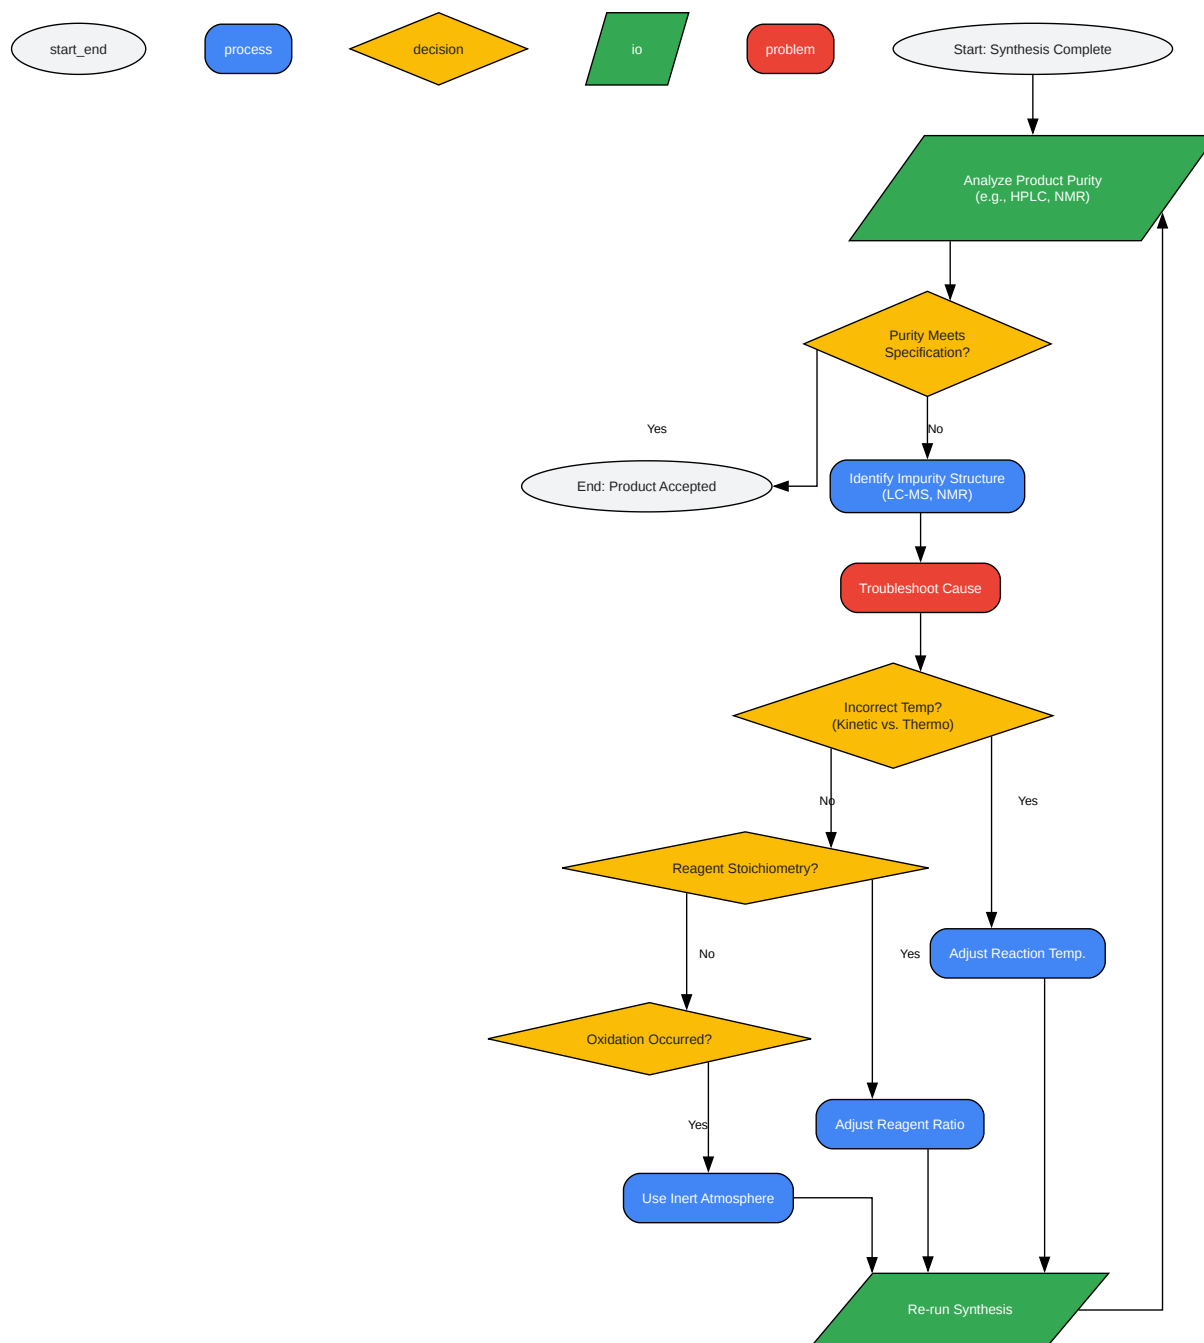 start_end
process
decision
io
problem
Start: Synthesis Complete
Analyze Product Purity
(e.g., HPLC, NMR)
Purity Meets
Specification?
Yes
No
End: Product Accepted
Identify Impurity Structure
(LC-MS, NMR)
Troubleshoot Cause
Incorrect Temp?
(Kinetic vs. Thermo)
No
Yes
Reagent Stoichiometry?
No
Yes
Adjust Reaction Temp.
Oxidation Occurred?
Yes
Adjust Reagent Ratio
Use Inert Atmosphere
Re-run Synthesis